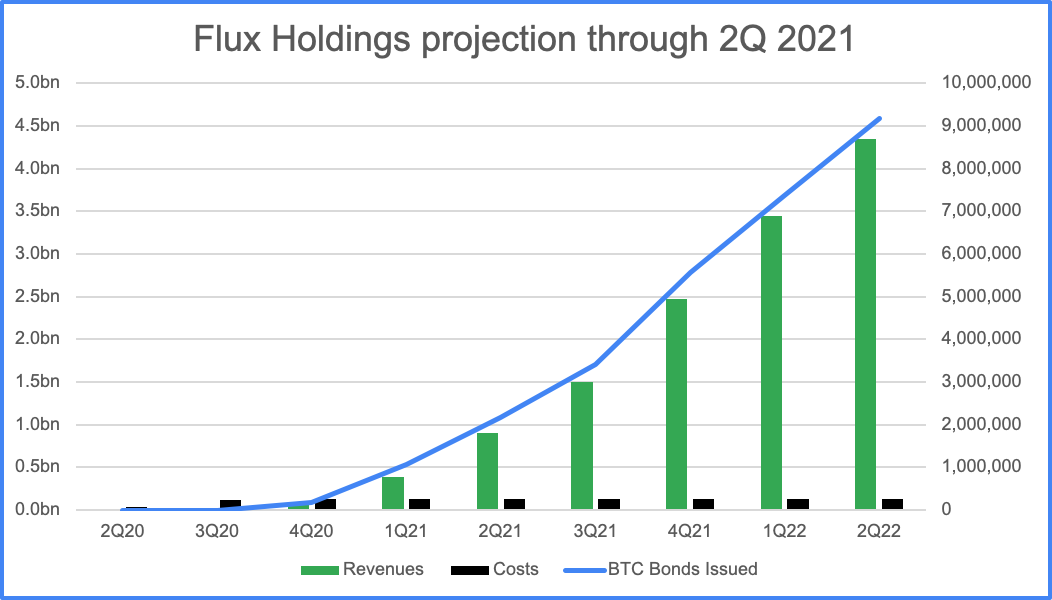 Flux Holdings projection through 2Q 2021
5.0bn 10,000,000
4.5bn 9,000,000
4.0bn 8,000,000
3.5bn 7,000,000
3.0bn 6,000,000
2.5bn 5,000,000
2.0bn 4,000,000
1.5bn 3,000,000
1.0bn 2,000,000
0.5bn 1,000,000
0.0bn 0
2Q20 3Q20 4Q20 1Q21 2Q21 3Q21 4Q21 1Q22 2Q22
Revenues Costs BTC Bonds Issued